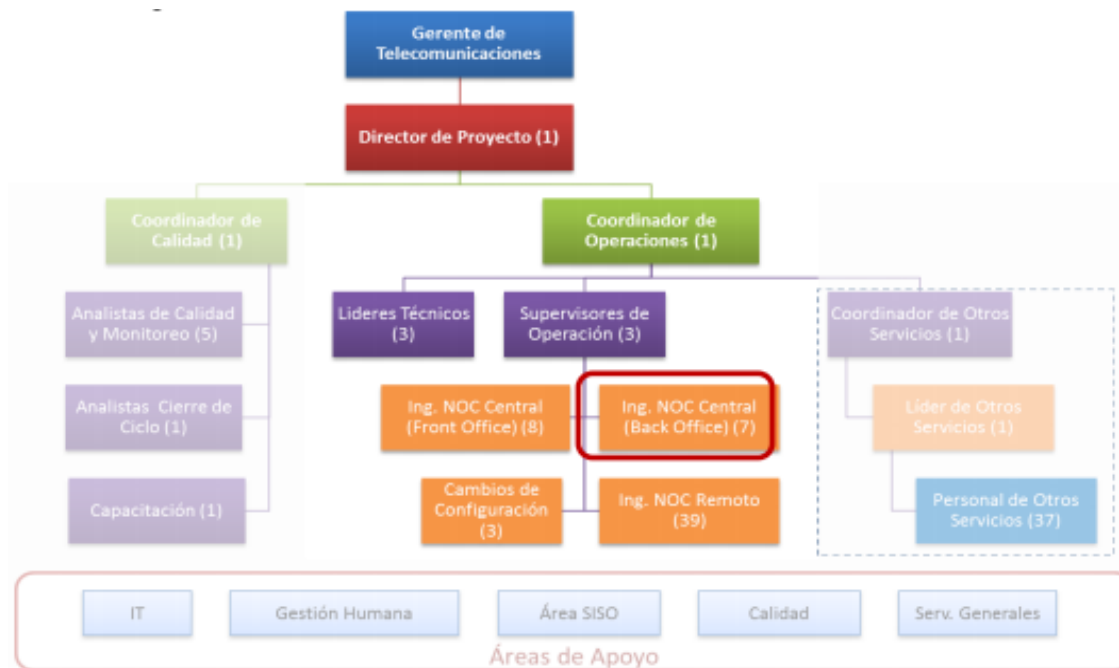 Gerente de
Telecomunicaciones
Director de Proyecto (1)
Coordinador de
Calidad (1)
Coordinador de
Operaciones (1)
Analistas de Calidad
y Monitoreo (5)
Lideres Técnicos
(3)
Supervisores de
Operación (3)
Coordinador de Otros
Servicios (1)
Analistas Cierre de
Ciclo (1)
Ing. NOC Central
(Front Office) (8)
Ing. NOC Central
(Back Office) (7)
Líder de Otros
Servicios (1)
Capacitación (1)
Cambios de
Configuración
(3)
Ing. NOC Remoto
(39)
Personal de Otros
Servicios (37)
IT
Gestión Humana
Área SISO
Calidad
Serv. Generales
Áreas de Apoyo